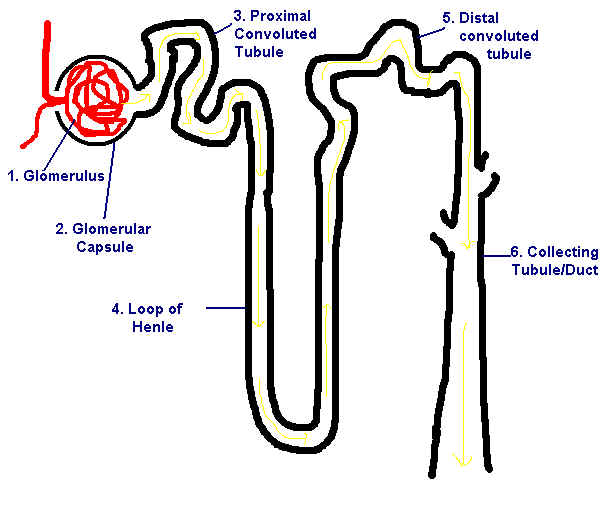 3. Proximal
Convoluted
Tubule
5. Distal
convoluted
tubule
1. Glomerulus
2. Glomerular
Capsule
4. Loop of
Henle
6. Collecting
Tubule/Duct